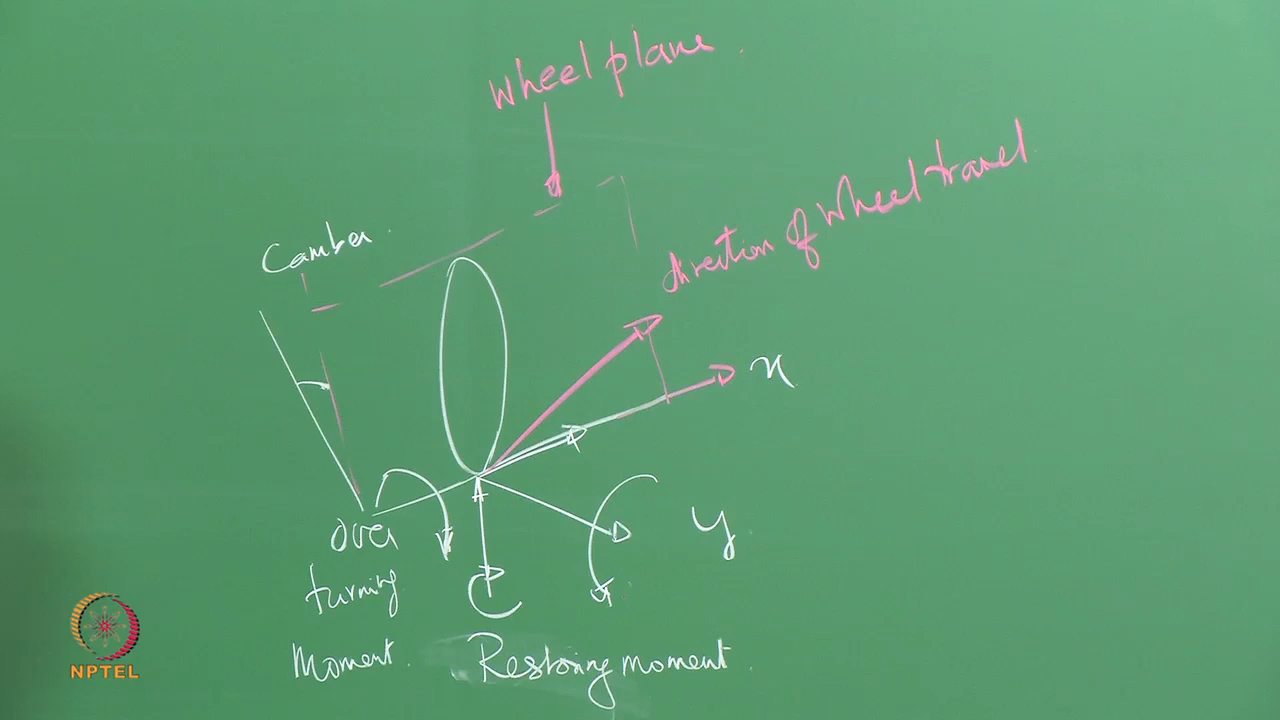 Wheel plane.
direction of Wheel travel
Camber.
x
y
Over
turning
Moment.
Restoring moment.
NPTEL